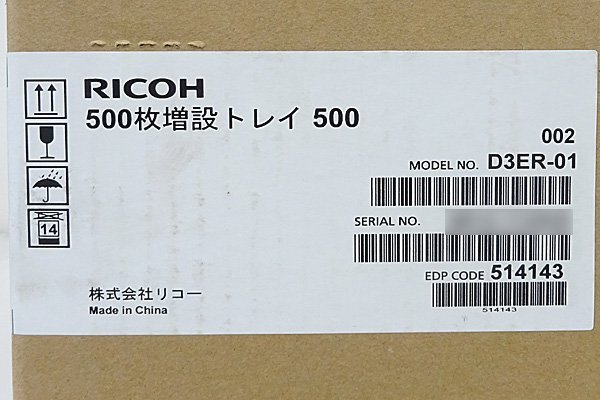 RICOH
500枚増設トレイ 500
002
MODEL NO. D3ER-01
SERIAL NO.
EDP CODE 514143
514143
14
株式会社リコー
Made in China